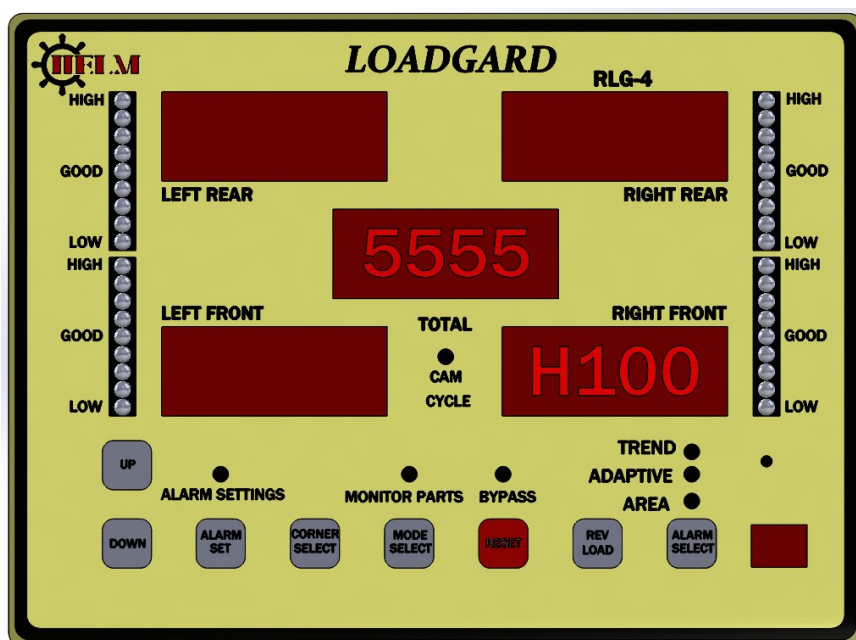 HELM
LOADGARD
RLG-4
HIGH
GOOD
LOW
HIGH
GOOD
LOW
LEFT REAR
RIGHT REAR
5555
HIGH
GOOD
LOW
HIGH
GOOD
LOW
LEFT FRONT
TOTAL
RIGHT FRONT
CAM
CYCLE
H100
UP
ALARM SETTINGS
MONITOR PARTS
BYPASS
TREND
ADAPTIVE
AREA
DOWN
ALARM
SET
CORNER
SELECT
MODE
SELECT
RESET
REV
LOAD
ALARM
SELECT